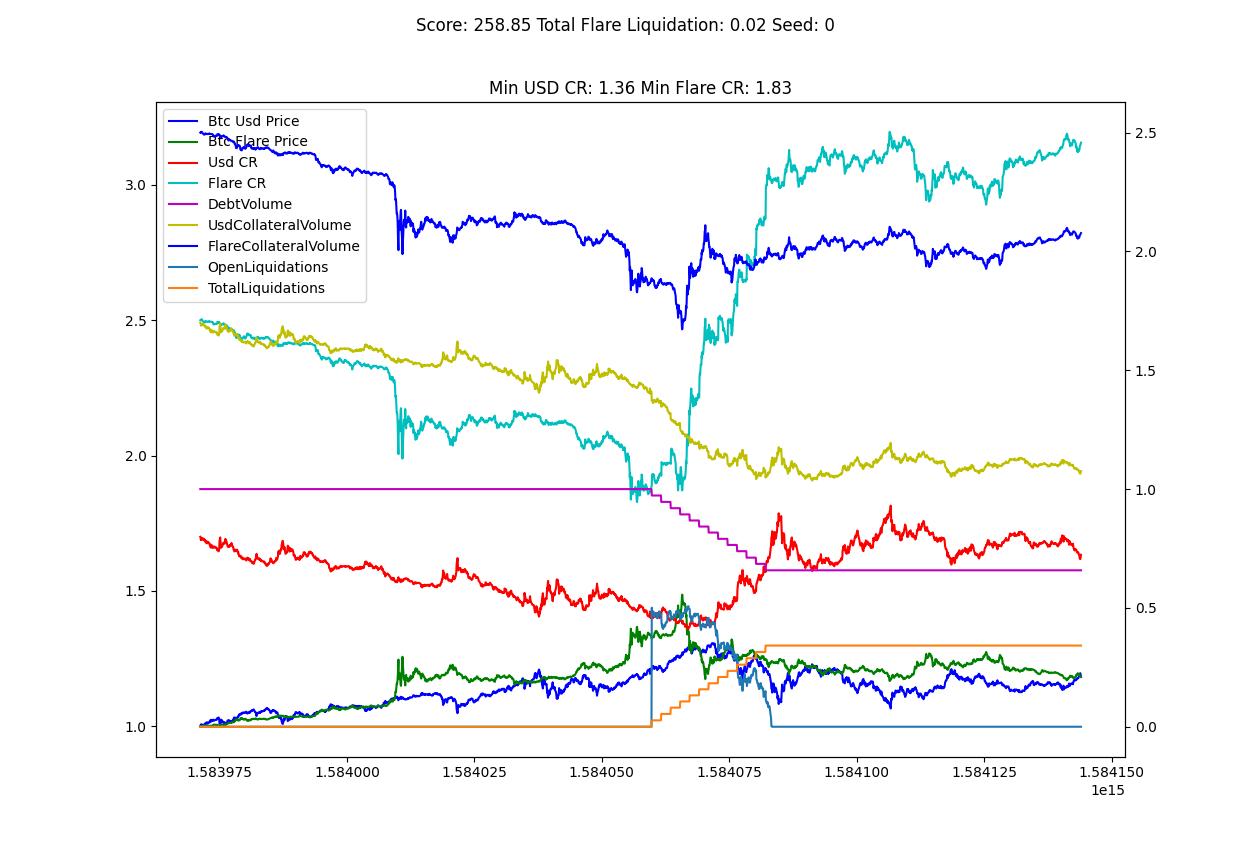 Score: 258.85 Total Flare Liquidation: 0.02 Seed: 0
Min USD CR: 1.36 Min Flare CR: 1.83
Btc Usd Price
Btc Flare Price
Usd CR
Flare CR
DebtVolume
UsdCollateralVolume
FlareCollateralVolume
OpenLiquidations
TotalLiquidations
3.0
2.5
2.0
1.5
1.0
2.5
2.0
1.5
1.0
0.5
0.0
1.583975 1.584000 1.584025 1.584050 1.584075 1.584100 1.584125 1.584150
1e15